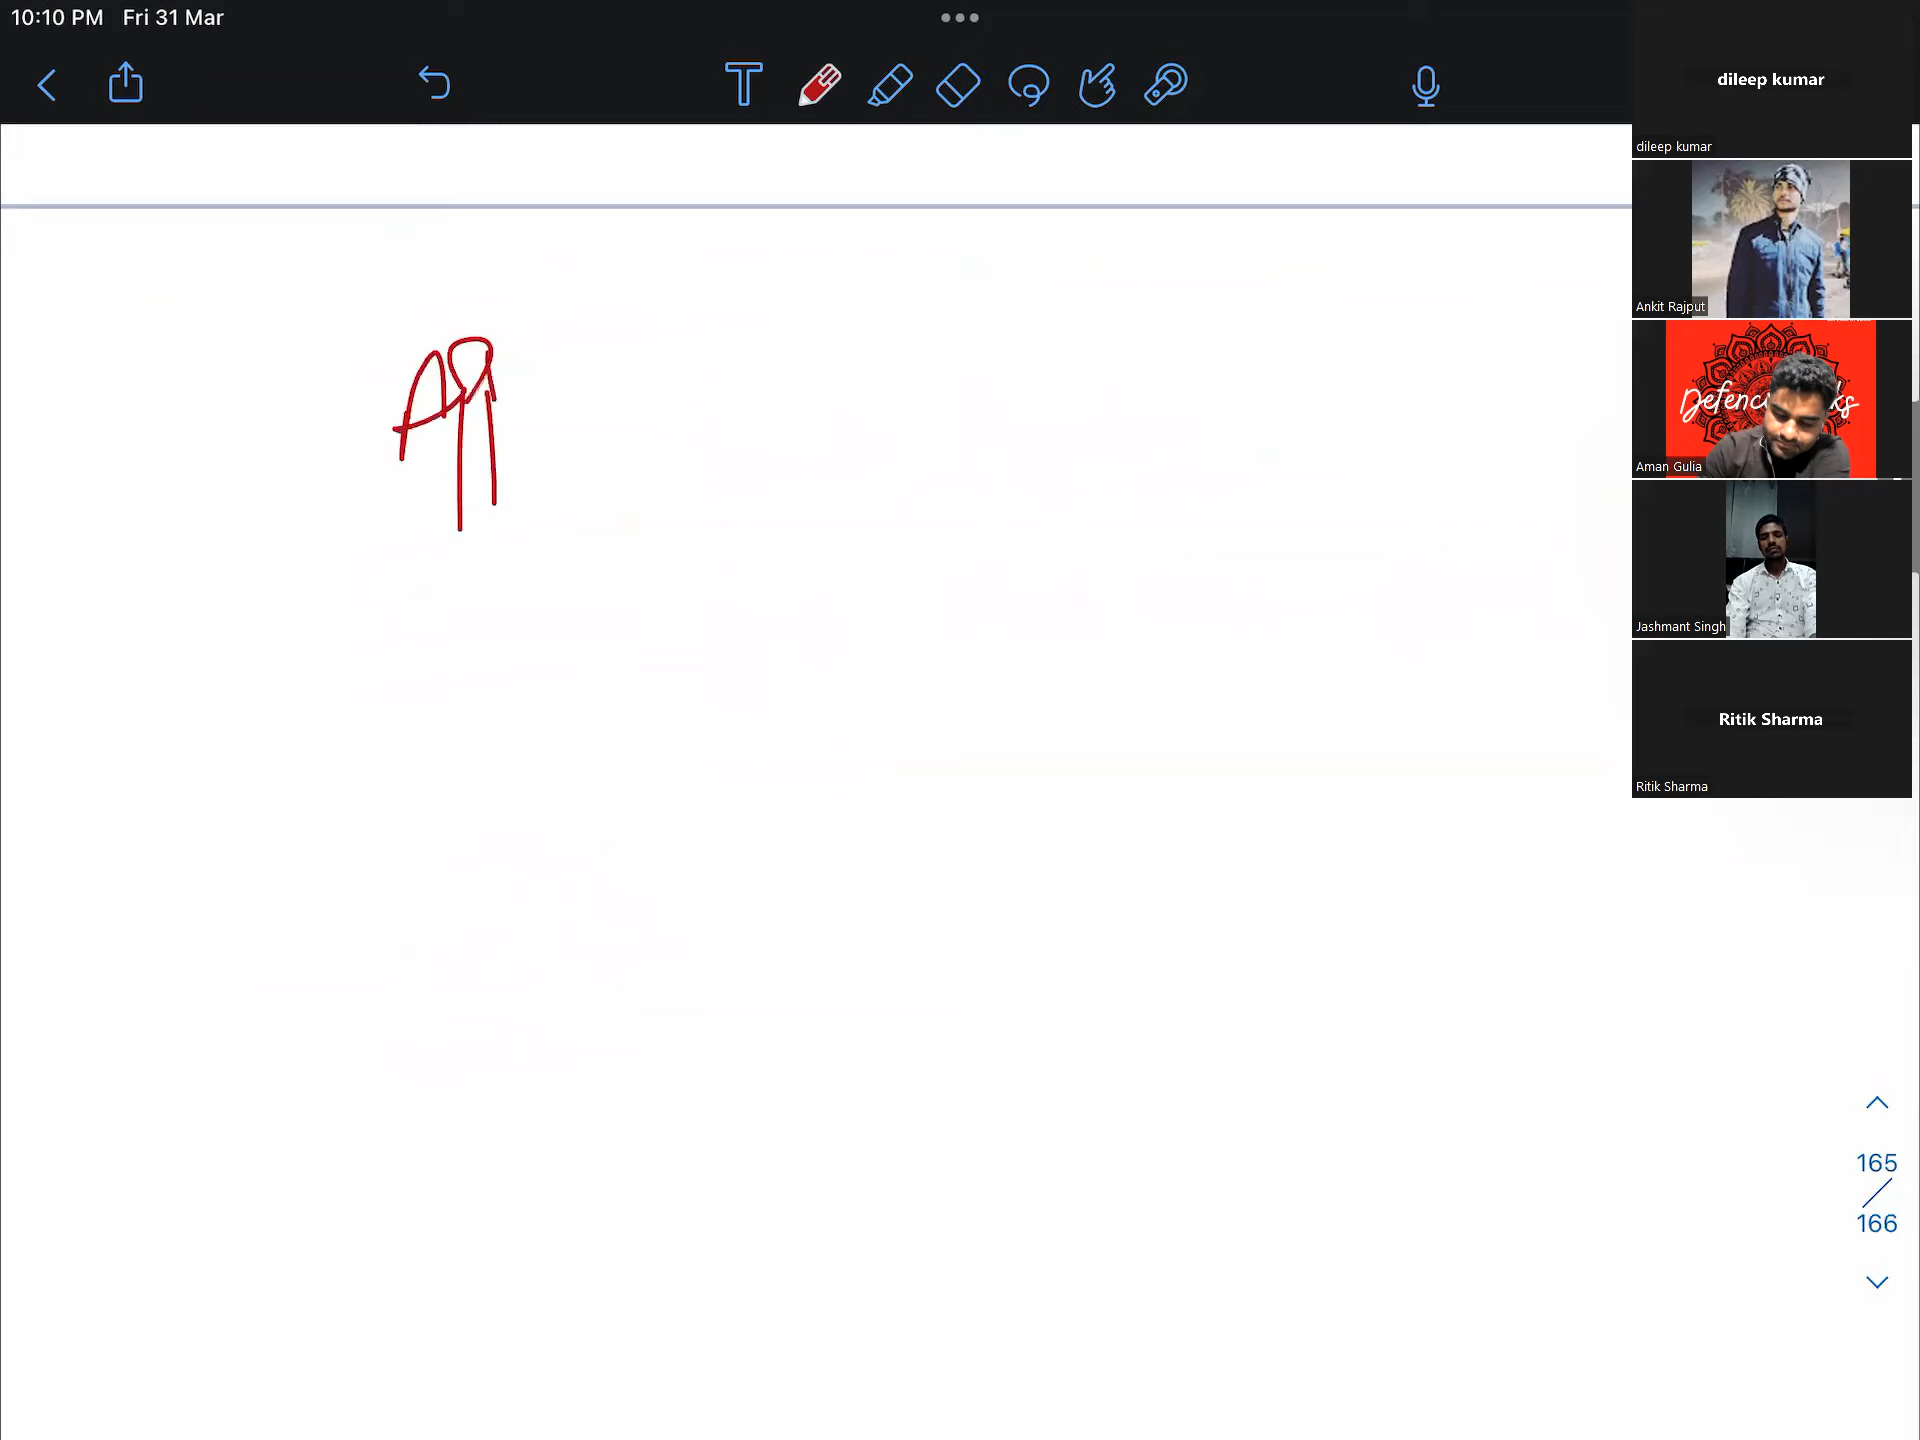 10:10 PM Fri 31 Mar
dileep kumar
dileep kumar
Ankit Rajput
Aman Gulia
Jashmant Singh
Ritik Sharma
Ritik Sharma
165
166